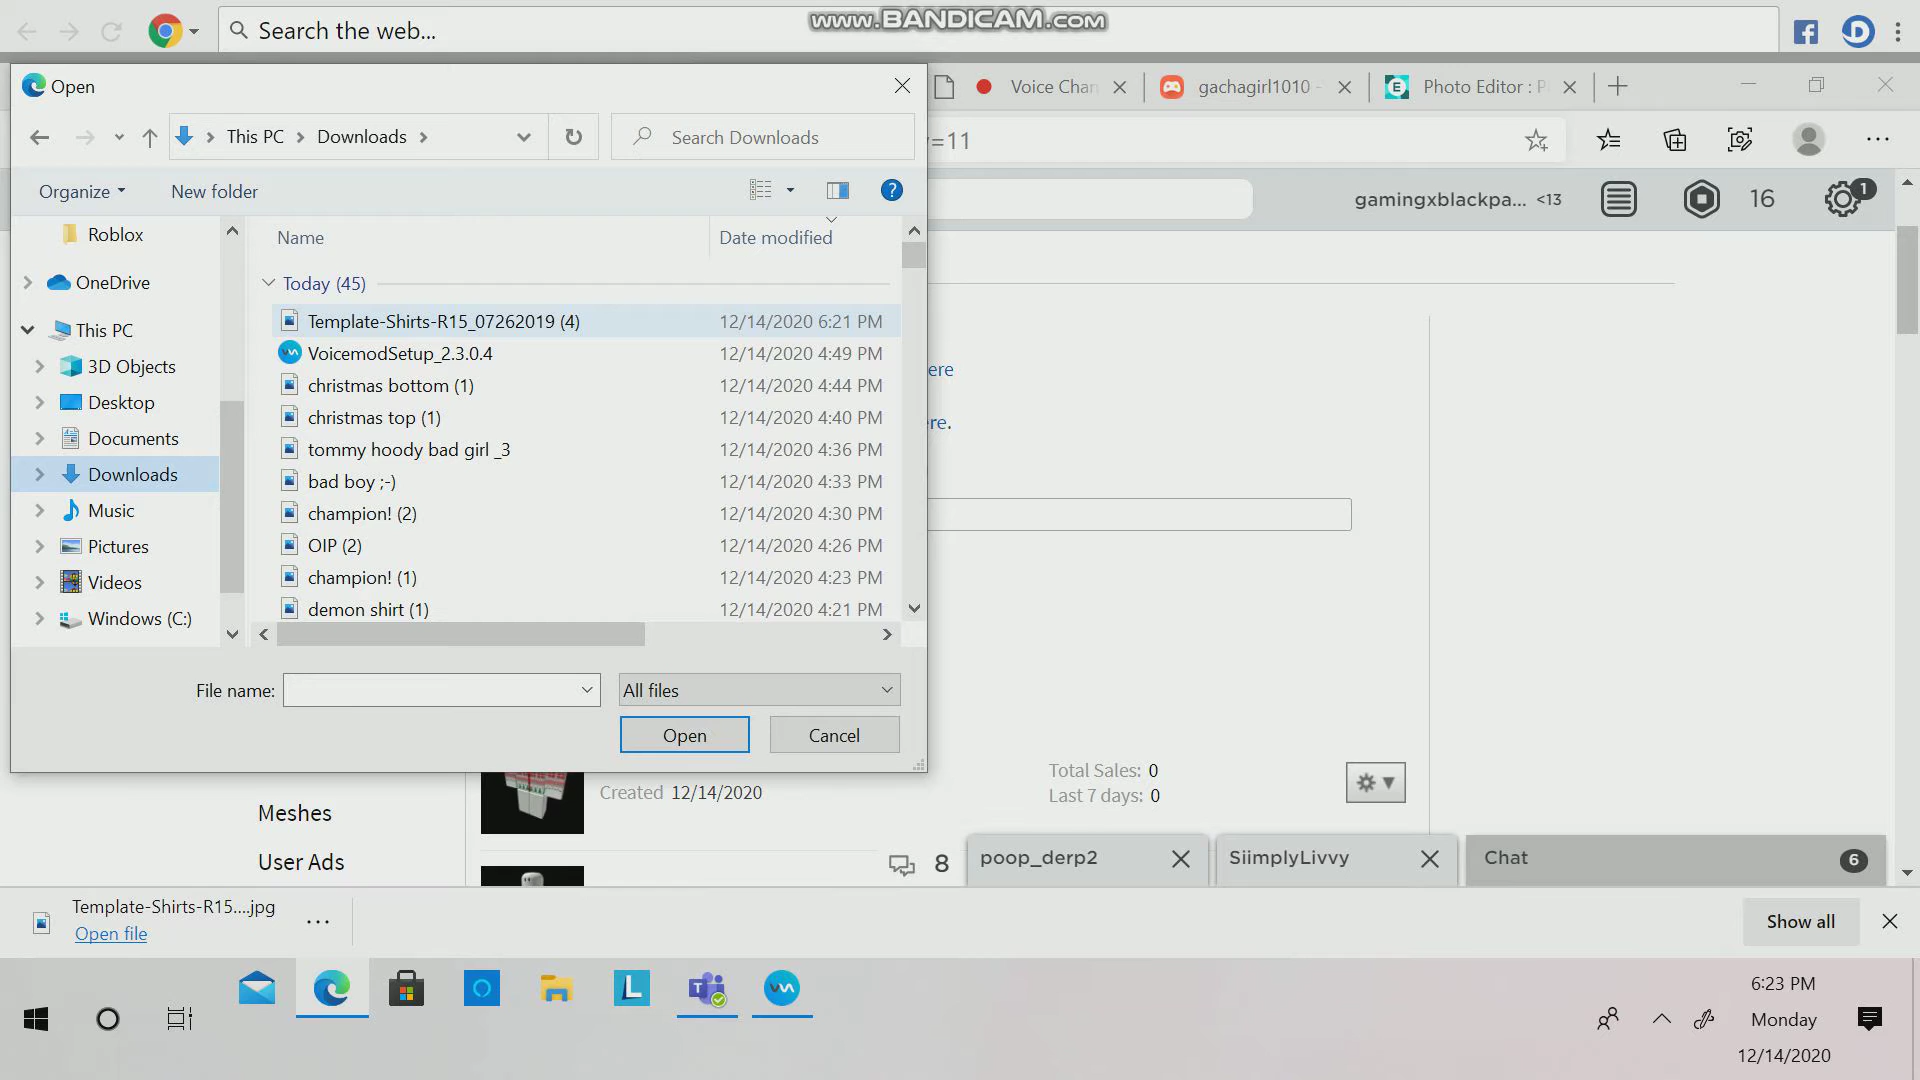 Search the web...
www.BANDICAM.com
Open
Voice Chan
gachagirl1010 -
Photo Editor : P
This PC
Downloads
Search Downloads
y=11
Organize
New folder
gamingxblackpa... <13
16
1
Roblox
OneDrive
This PC
3D Objects
Desktop
Documents
Downloads
Music
Pictures
Videos
Windows (C:)
Name
Date modified
Today (45)
Template-Shirts-R15_07262019 (4) 12/14/2020 6:21 PM
VoicemodSetup_2.3.0.4 12/14/2020 4:49 PM
christmas bottom (1) 12/14/2020 4:44 PM
christmas top (1) 12/14/2020 4:40 PM
tommy hoody bad girl _3 12/14/2020 4:36 PM
bad boy ;-) 12/14/2020 4:33 PM
champion! (2) 12/14/2020 4:30 PM
OIP (2) 12/14/2020 4:26 PM
champion! (1) 12/14/2020 4:23 PM
demon shirt (1) 12/14/2020 4:21 PM
ere
re.
File name:
All files
Open
Cancel
Meshes
User Ads
Created 12/14/2020
Total Sales: 0
Last 7 days: 0
8
poop_derp2
SiimplyLivvy
Chat
6
Template-Shirts-R15....jpg
Open file
Show all
6:23 PM
Monday
12/14/2020